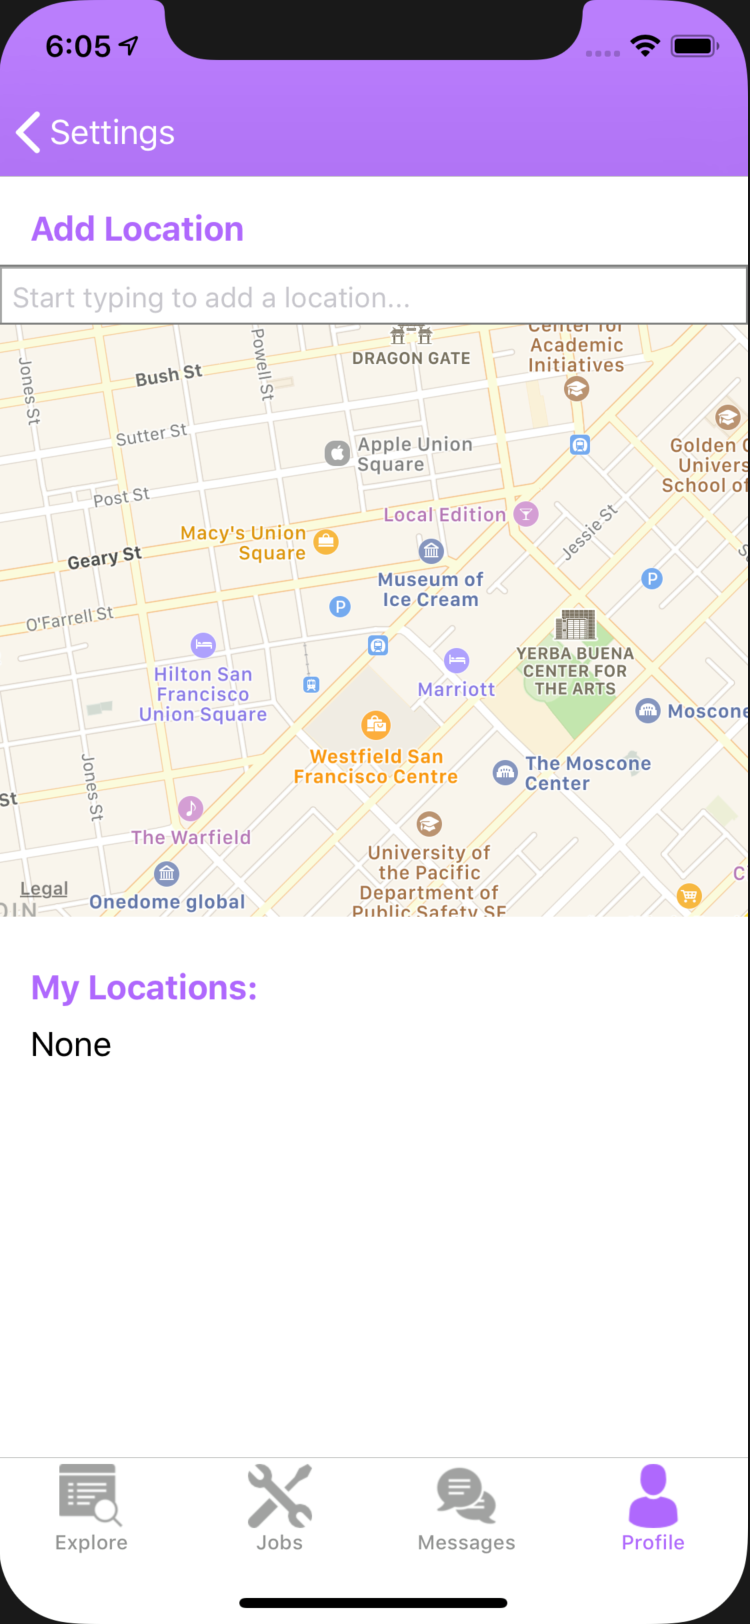 6:05
Settings
Add Location
Start typing to add a location...
Center for
Academic
Initiatives
DRAGON GATE
Powell St
Jones St
Bush St
Sutter St
Apple Union
Square
Golden
Univers
School of
Post St
Local Edition
Jessie St
Macy's Union
Square
Geary St
Museum of
Ice Cream
P
P
O'Farrell St
Hilton San
Francisco
Union Square
Marriott
YERBA BUENA
CENTER FOR
THE ARTS
Moscone
Westfield San
Francisco Centre
The Moscone
Center
Jones St
St
The Warfield
University of
the Pacific
Department of
Public Safety SF
C
Legal
Onedome global
OIN
My Locations:
None
Explore
Jobs
Messages
Profile